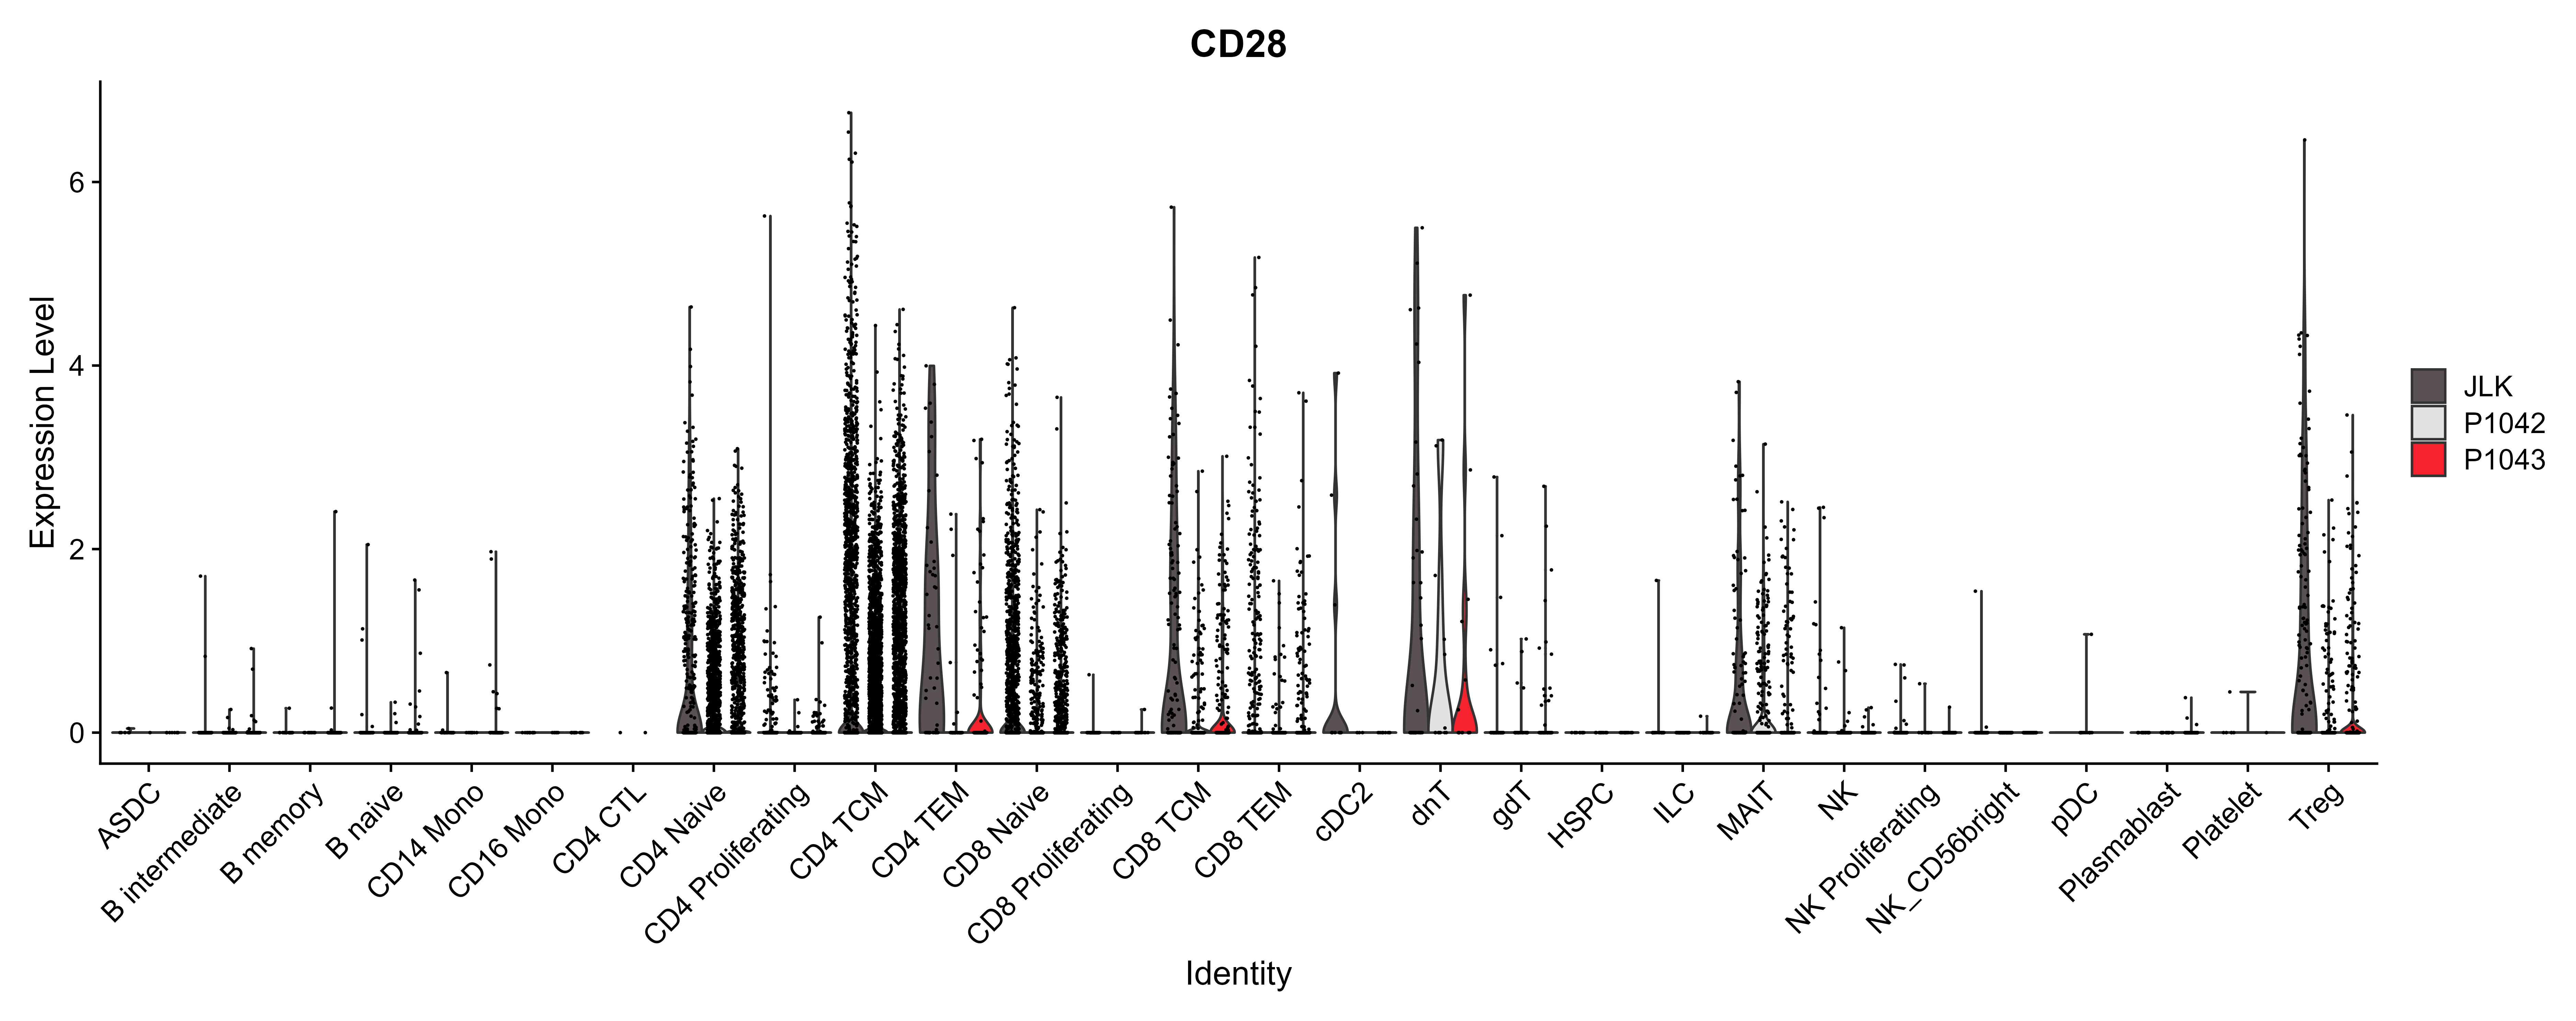 CD28
Expression Level
6
4
2
0
JLK
P1042
P1043
ASDC
B intermediate
B memory
B naive
CD14 Mono
CD16 Mono
CD4 CTL
CD4 Naive
CD4 Proliferating
CD4 TCM
CD4 TEM
CD8 Naive
CD8 Proliferating
CD8 TCM
CD8 TEM
cDC2
dnT
gdT
HSPC
ILC
MAIT
NK
NK Proliferating
NK_CD56bright
pDC
Plasmablast
Platelet
Treg
Identity